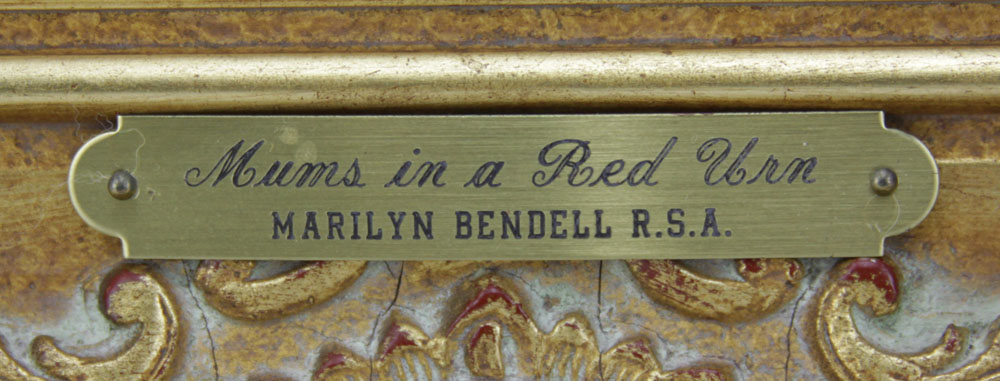 Mums in a Red Urn
MARILYN BENDELL R.S.A.